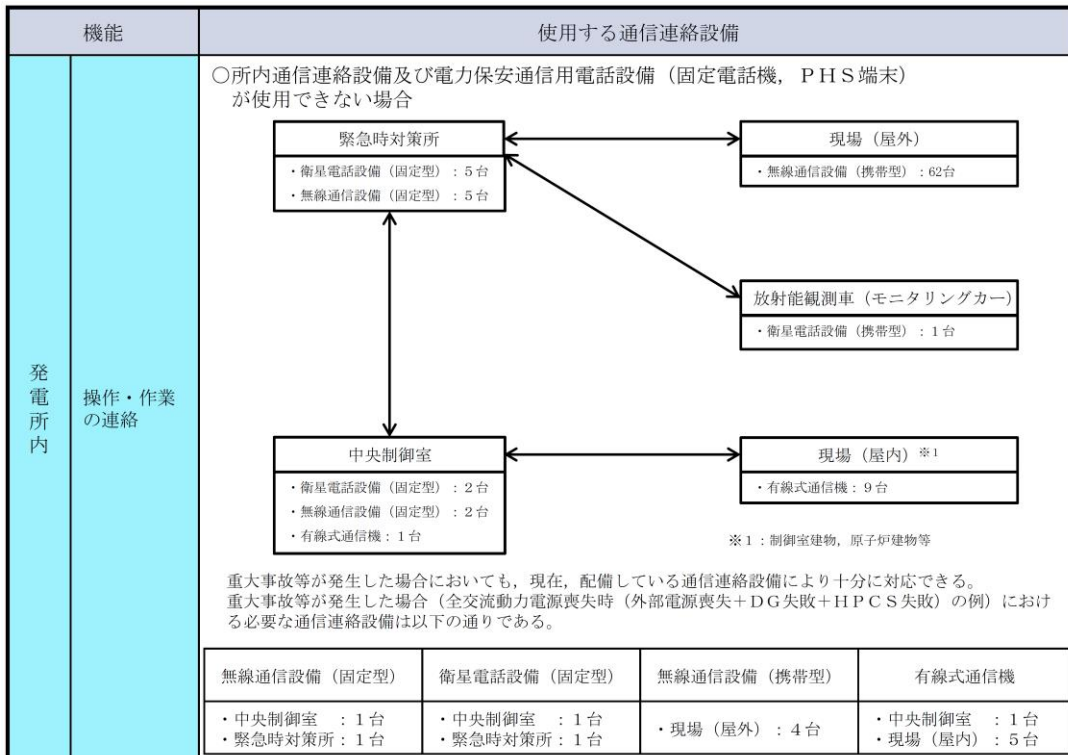 機能
使用する通信連絡設備
発電所内
操作・作業
の連絡
○所内通信連絡設備及び電力保安通信用電話設備（固定電話機，ＰＨＳ端末）
が使用できない場合
緊急時対策所
・衛星電話設備（固定型）：５台
・無線通信設備（固定型）：５台
現場（屋外）
・無線通信設備（携帯型）：62台
放射能観測車（モニタリングカー）
・衛星電話設備（携帯型）：１台
中央制御室
・衛星電話設備（固定型）：２台
・無線通信設備（固定型）：２台
・有線式通信機：１台
現場（屋内）※１
・有線式通信機：９台
※１：制御室建物，原子炉建物等
重大事故等が発生した場合においても，現在，配備している通信連絡設備により十分に対応できる。
重大事故等が発生した場合（全交流動力電源喪失時（外部電源喪失＋ＤＧ失敗＋ＨＰＣＳ失敗）の例）におけ
る必要な通信連絡設備は以下の通りである。
無線通信設備（固定型）
衛星電話設備（固定型）
無線通信設備（携帯型）
有線式通信機
・中央制御室　：１台
・緊急時対策所：１台
・中央制御室　：１台
・緊急時対策所：１台
・現場（屋外）：４台
・中央制御室　：１台
・現場（屋内）：５台